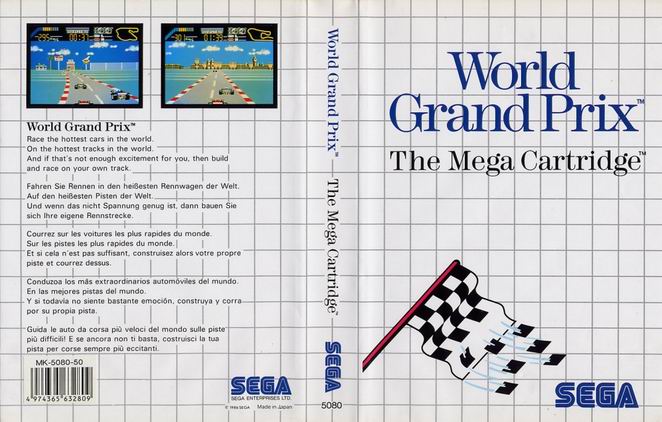 World Grand Prix™
Race the hottest cars in the world.
On the hottest tracks in the world.
And if that's not enough excitement for you, then build
and race on your own track.
Fahren Sie Rennen in den heißesten Rennwagen der Welt.
Auf den heißesten Pisten der Welt.
Und wenn das nicht Spannung genug ist, dann bauen Sie
sich Ihre eigene Rennstrecke.
Courrez sur les voitures les plus rapides du monde.
Sur les pistes les plus rapides du monde.
Et si cela n'est pas suffisant, construisez alors votre propre
piste et courrez dessus.
Conduzoa los más extraordinarios automóviles del mundo.
En las mejores pistas del mundo.
Y si todavia no siente bastante emoción, construya y corra
por su propia pista.
Guida le auto da corsa più veloci del mondo sulle piste
più difficili! E se ancora non ti basta, costruisci la tua
pista per corse sempre più eccitanti.
MK-5080-50
4 974365 632809
SEGA
SEGA ENTERPRISES LTD.
© 1986 SEGA Made in Japan
World Grand Prix™
The Mega Cartridge™
SEGA
5080
World
Grand Prix™
The Mega Cartridge™
SEGA